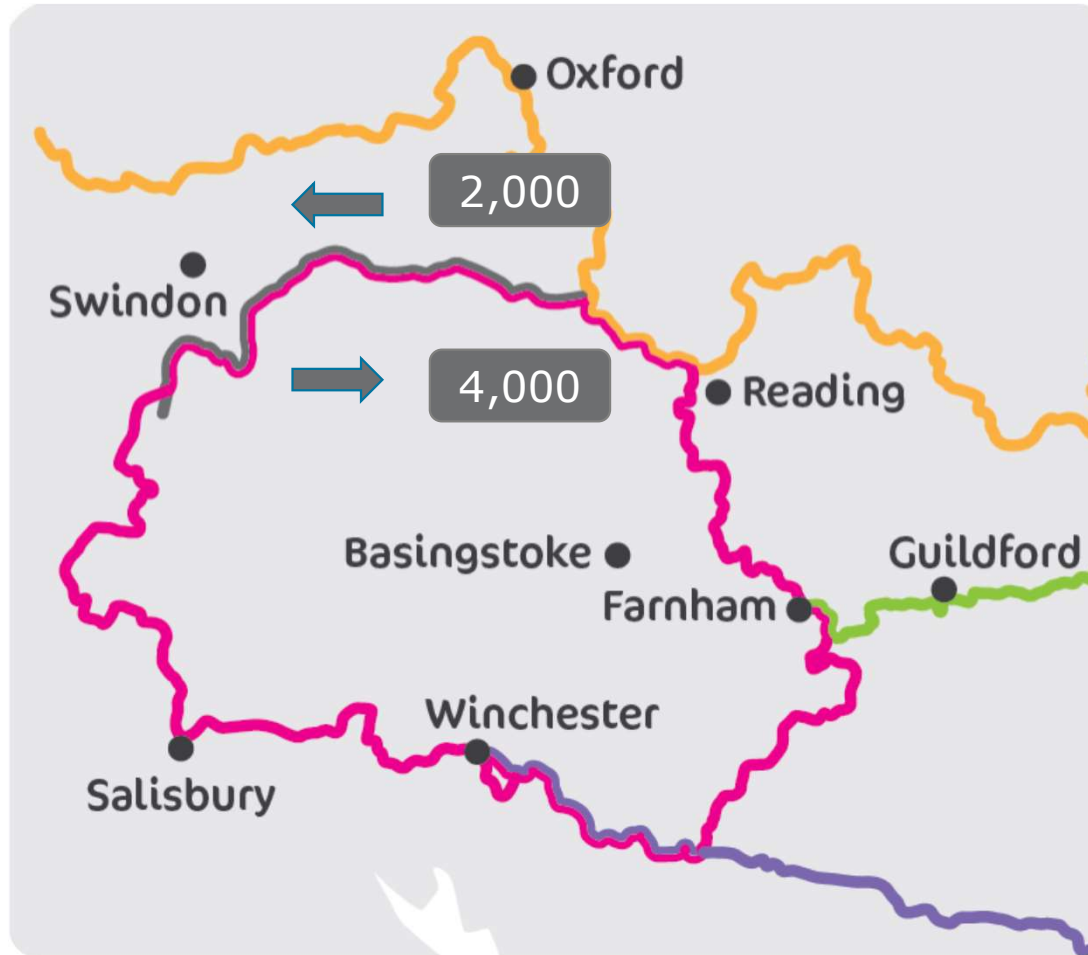 Oxford
2,000
Swindon
4,000
Reading
Basingstoke
Guildford
Farnham
Winchester
Salisbury